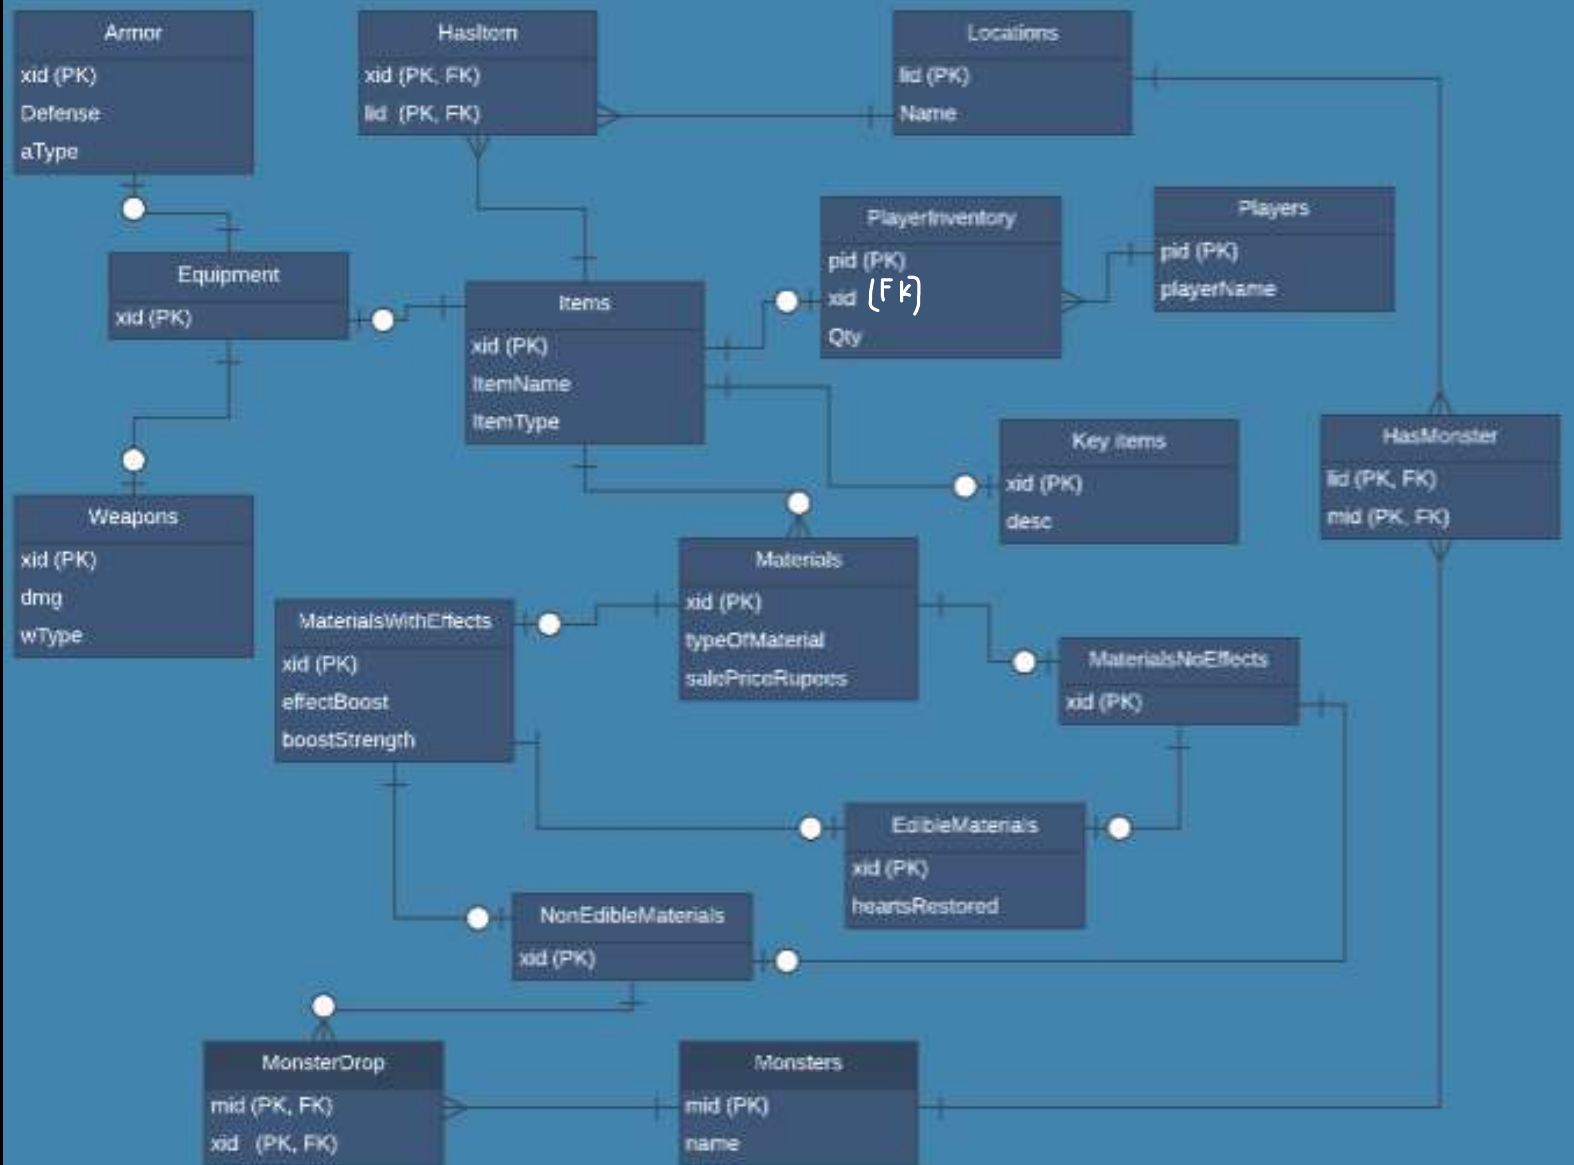 Armor
xid (PK)
Defense
aType
HasItem
xid (PK, FK)
lid (PK, FK)
Locations
lid (PK)
Name
Equipment
xid (PK)
Items
xid (PK)
ItemName
ItemType
PlayerInventory
pid (PK)
xid (FK)
Qty
Players
pid (PK)
playerName
Key items
xid (PK)
desc
HasMonster
lid (PK, FK)
mid (PK, FK)
Weapons
xid (PK)
dmg
wType
MaterialsWithEffects
xid (PK)
effectBoost
boostStrength
Materials
xid (PK)
typeOfMaterial
salePriceRupees
MaterialsNoEffects
xid (PK)
EdibleMaterials
xid (PK)
heartsRestored
NonEdibleMaterials
xid (PK)
MonsterDrop
mid (PK, FK)
xid (PK, FK)
Monsters
mid (PK)
name